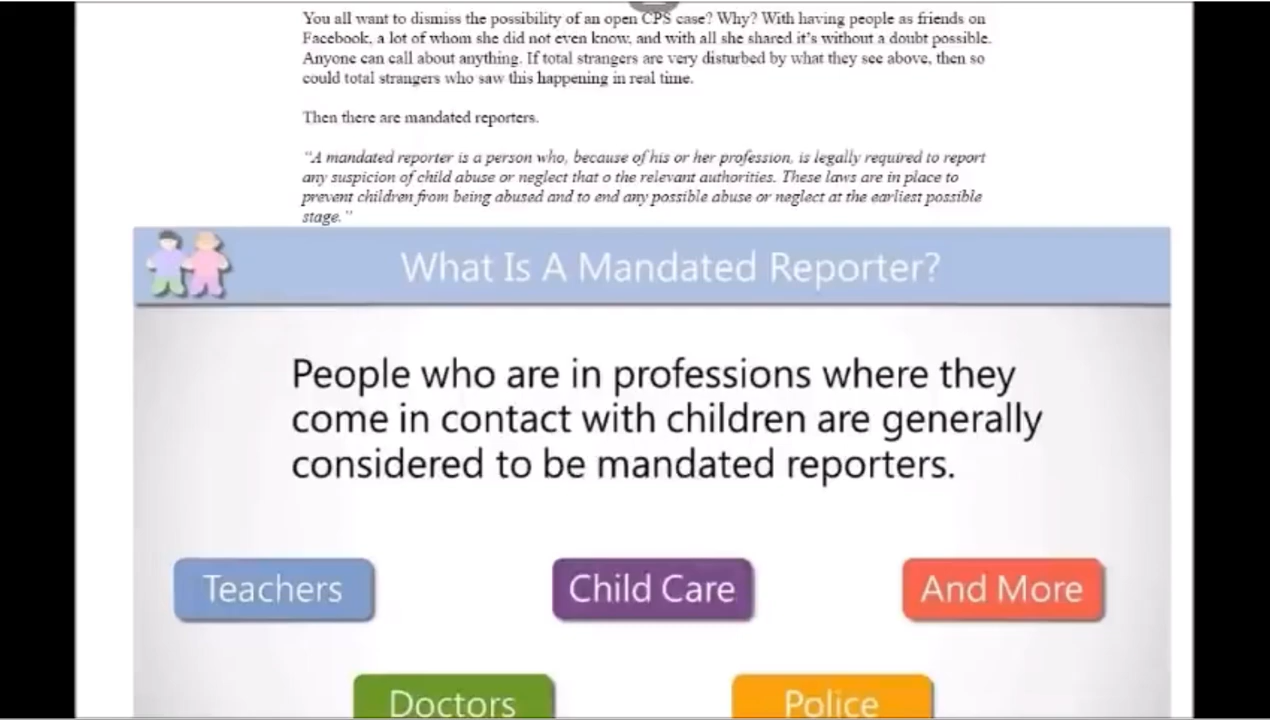 You all want to dismiss the possibility of an open CPS case? Why? With having people as friends on
Facebook, a lot of whom she did not even know, and with all she shared it's without a doubt possible.
Anyone can call about anything. If total strangers are very disturbed by what they see above, then so
could total strangers who saw this happening in real time.
Then there are mandated reporters.
"A mandated reporter is a person who, because of his or her profession, is legally required to report
any suspicion of child abuse or neglect that o the relevant authorities. These laws are in place to
prevent children from being abused and to end any possible abuse or neglect at the earliest possible
stage."
What Is A Mandated Reporter?
People who are in professions where they
come in contact with children are generally
considered to be mandated reporters.
Teachers
Child Care
And More
Doctors
Police